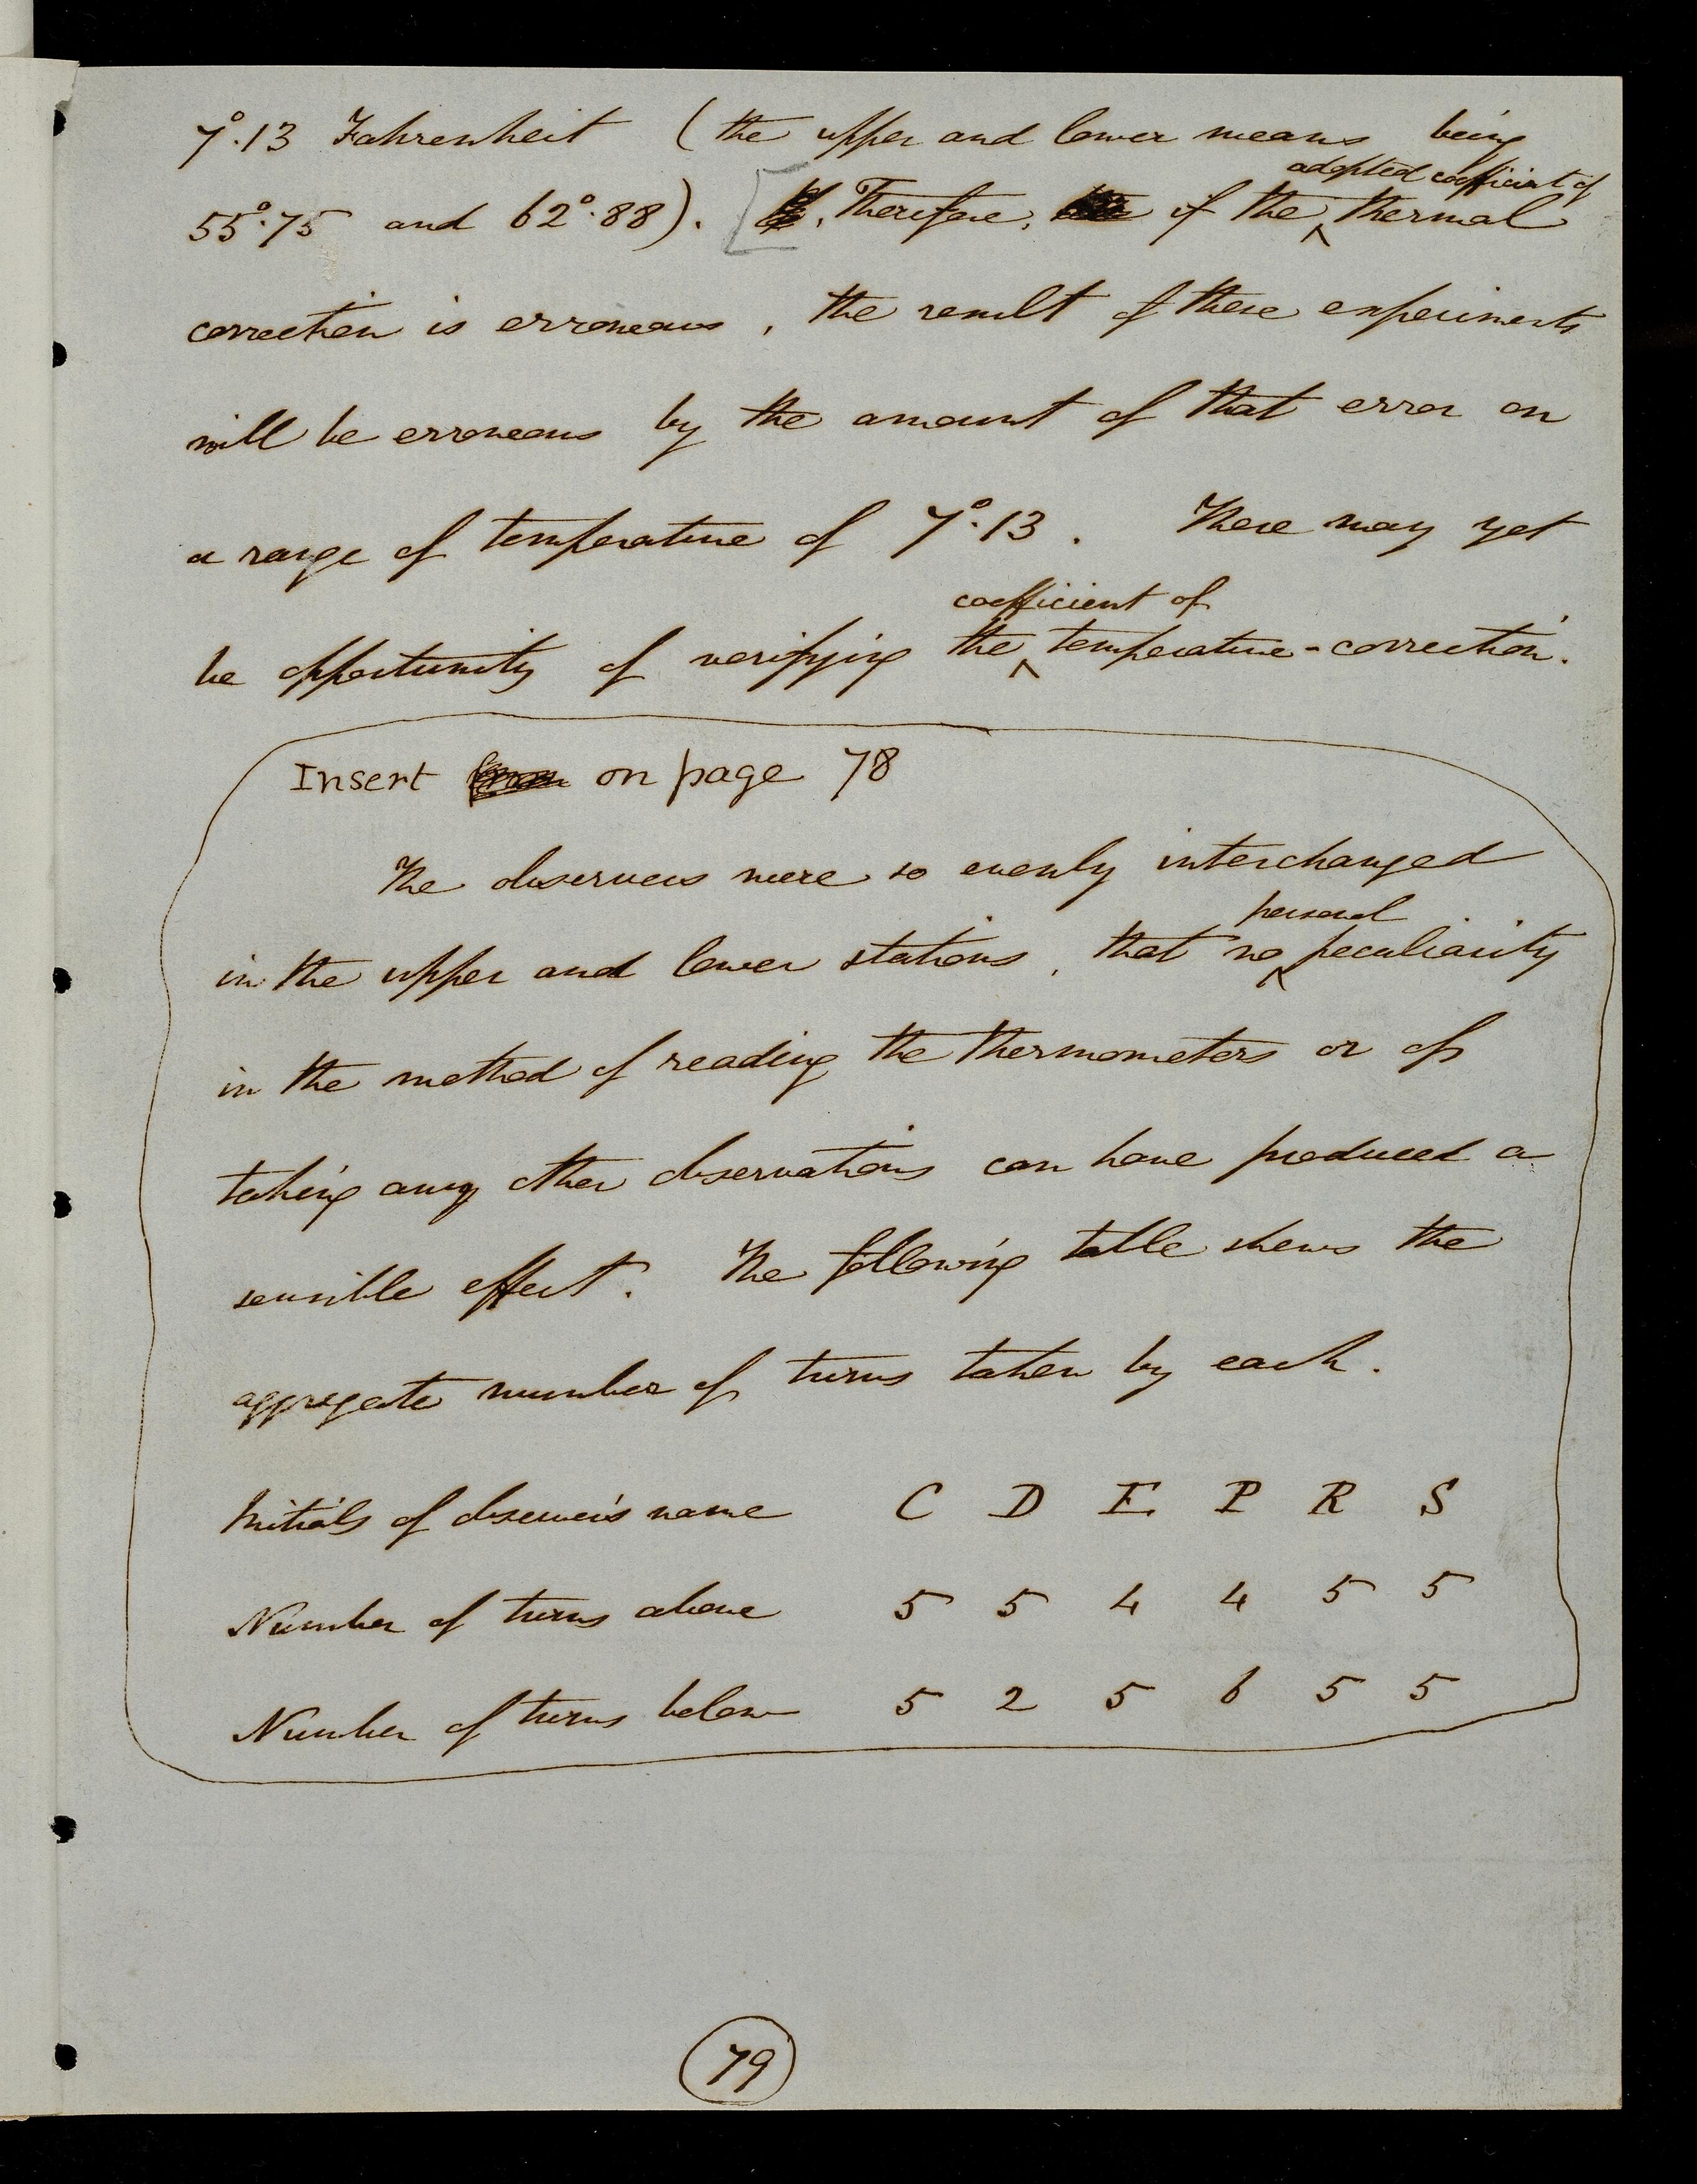 7°.13 Fahrenheit (the upper and lower means being
adopted coefficient of
55°.75 and 62°.88). [ Therefore, if the ^ thermal
correction is erroneous, the result of these experiments
will be erroneous by the amount of that error on
a range of temperature of 7°.13. There may yet
coefficient of
be opportunity of verifying the ^ temperature-correction.
Insert on page 78
The observers were so evenly interchanged
personal
in the upper and lower stations, that no ^ peculiarity
in the method of reading the thermometers or of
taking any other observations can have produced a
sensible effect. The following table shews the
aggregate number of turns taken by each.
Initials of observer's name C D E P R S
Number of turns above 5 5 4 4 5 5
Number of turns below 5 2 5 6 5 5
79